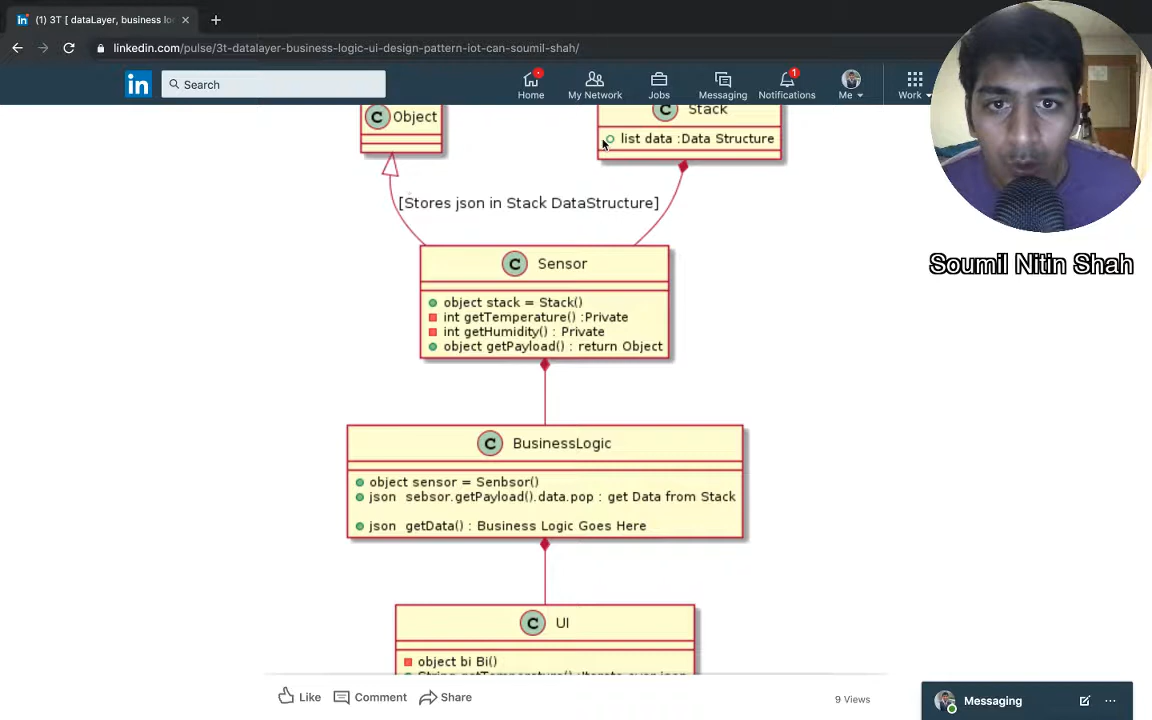 (1) 3T [ dataLayer, business lo
linkedin.com/pulse/3t-datalayer-business-logic-ui-design-pattern-iot-can-soumil-shah/
in
Search
Home
My Network
Jobs
Messaging
1
Notifications
Me
Work
C Object
C Stack
list data :Data Structure
[Stores json in Stack DataStructure]
Soumil Nitin Shah
C Sensor
object stack = Stack()
int getTemperature() :Private
int getHumidity() : Private
object getPayload() : return Object
C BusinessLogic
object sensor = Senbsor()
json sebsor.getPayload().data.pop : get Data from Stack
json getData() : Business Logic Goes Here
C UI
object bi Bi()
Like
Comment
Share
9 Views
Messaging